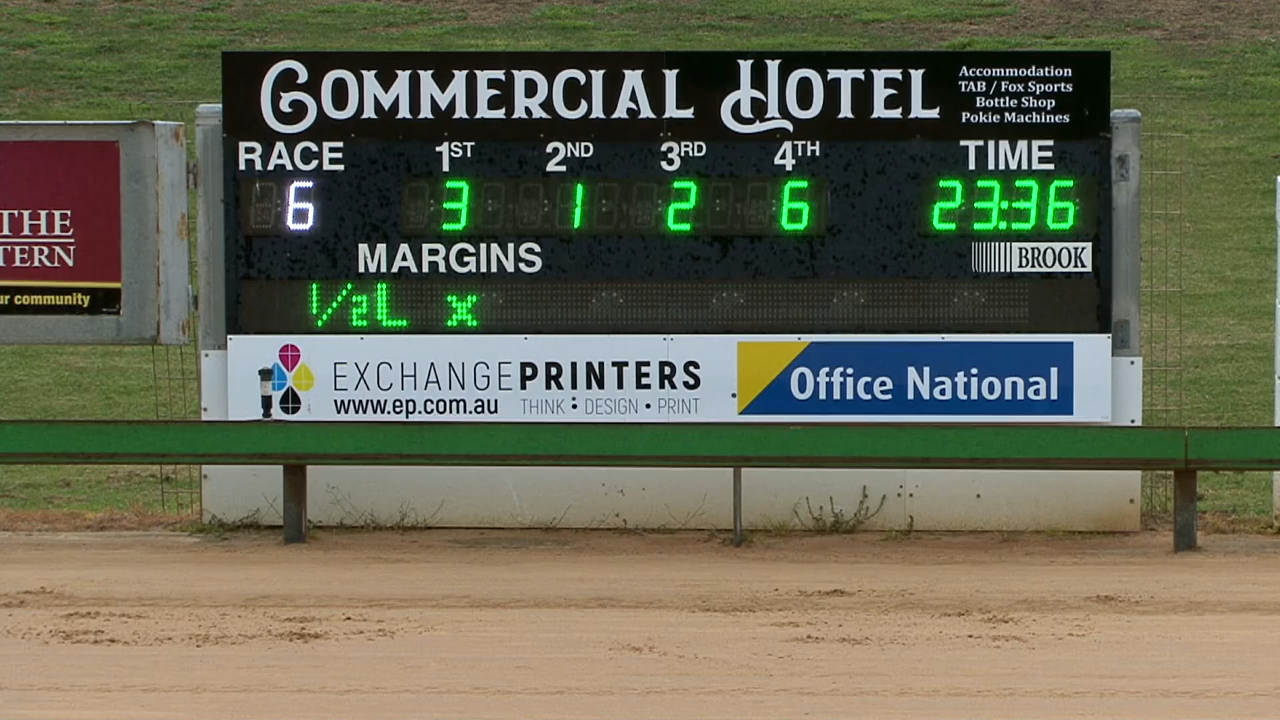 COMMERCIAL HOTEL
Accommodation
TAB / Fox Sports
Bottle Shop
Pokie Machines
RACE 1ST 2ND 3RD 4TH TIME
6 3 1 2 6 23:36
MARGINS
BROOK
1/2L x
THE
TERN
ur community
EXCHANGEPRINTERS
www.ep.com.au THINK : DESIGN • PRINT
Office National